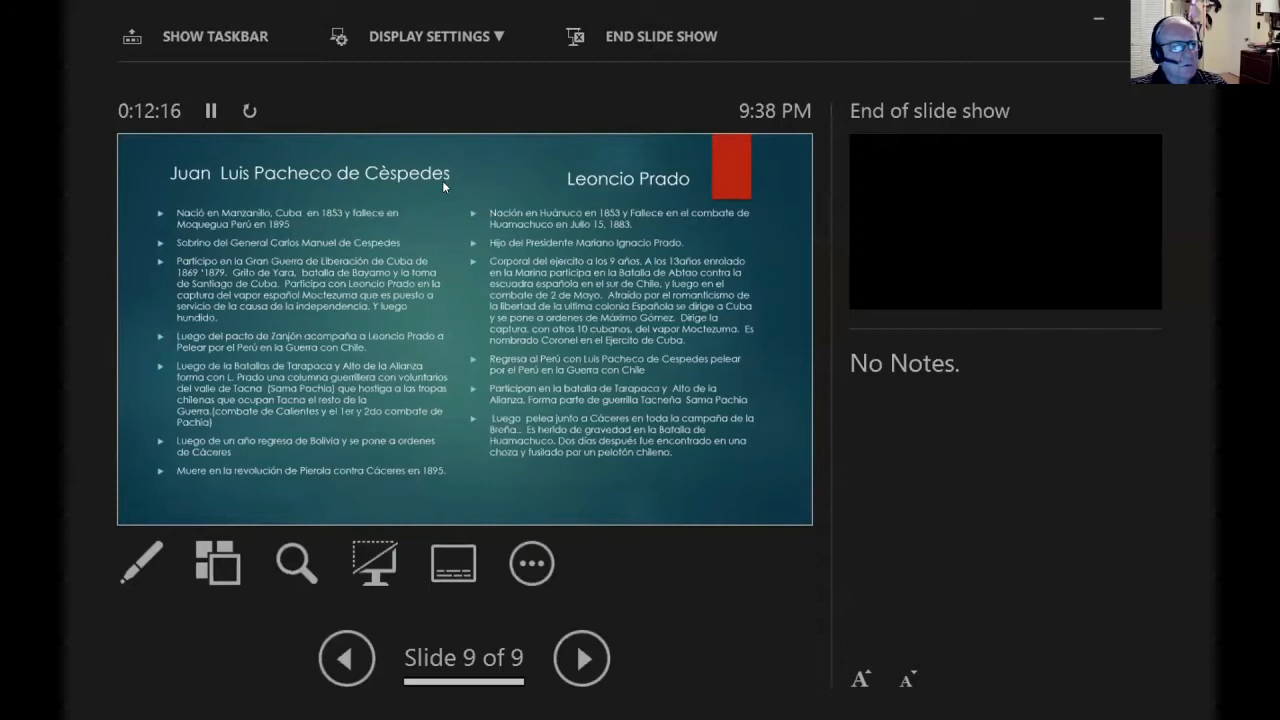 SHOW TASKBAR
DISPLAY SETTINGS ▼
END SLIDE SHOW
0:12:16
9:38 PM
Juan Luis Pacheco de Cèspedes
Nació en Manzanillo, Cuba en 1853 y fallece en
Moquegua Perú en 1895
Sobrino del General Carlos Manuel de Cespedes
Participo en la Gran Guerra de Liberación de Cuba de
1869 '1879. Grito de Yara, batalla de Bayamo y la toma
de Santiago de Cuba. Participa con Leoncio Prado en la
captura del vapor español Moctezuma que es puesto a
servicio de la causa de la independencia. Y luego
hundido.
Luego del pacto de Zanjón acompaña a Leoncio Prado a
Pelear por el Perú en la Guerra con Chile.
Luego de la Batallas de Tarapaca y Alto de la Alianza
forma con L. Prado una columna guerrillera con voluntarios
del valle de Tacna (Sama Pachia) que hostiga a las tropas
chilenas que ocupan Tacna el resto de la
Guerra.(combate de Calientes y el 1er y 2do combate de
Pachia)
Luego de un año regresa de Bolivia y se pone a ordenes
de Cáceres
Muere en la revolución de Pierola contra Cáceres en 1895.
Leoncio Prado
Nación en Huánuco en 1853 y Fallece en el combate de
Huamachuco en Julio 15, 1883.
Hijo del Presidente Mariano Ignacio Prado.
Corporal del ejercito a los 9 años. A los 13años enrolado
en la Marina participa en la Batalla de Abtao contra la
escuadra española en el sur de Chile, y luego en el
combate de 2 de Mayo. Atraído por el romanticismo de
la libertad de la ultima colonia Española se dirige a Cuba
y se pone a ordenes de Máximo Gómez. Dirige la
captura, con otros 10 cubanos, del vapor Moctezuma. Es
nombrado Coronel en el Ejercito de Cuba.
Regresa al Perú con Luis Pacheco de Cespedes pelear
por el Perú en la Guerra con Chile
Participan en la batalla de Tarapaca y Alto de la
Alianza, Forma parte de guerrilla Tacneña Sama Pachia
Luego pelea junto a Cáceres en toda la campaña de la
Breña.. Es herido de gravedad en la Batalla de
Huamachuco. Dos días después fue encontrado en una
choza y fusilado por un pelotón chileno.
End of slide show
No Notes.
Slide 9 of 9
A A